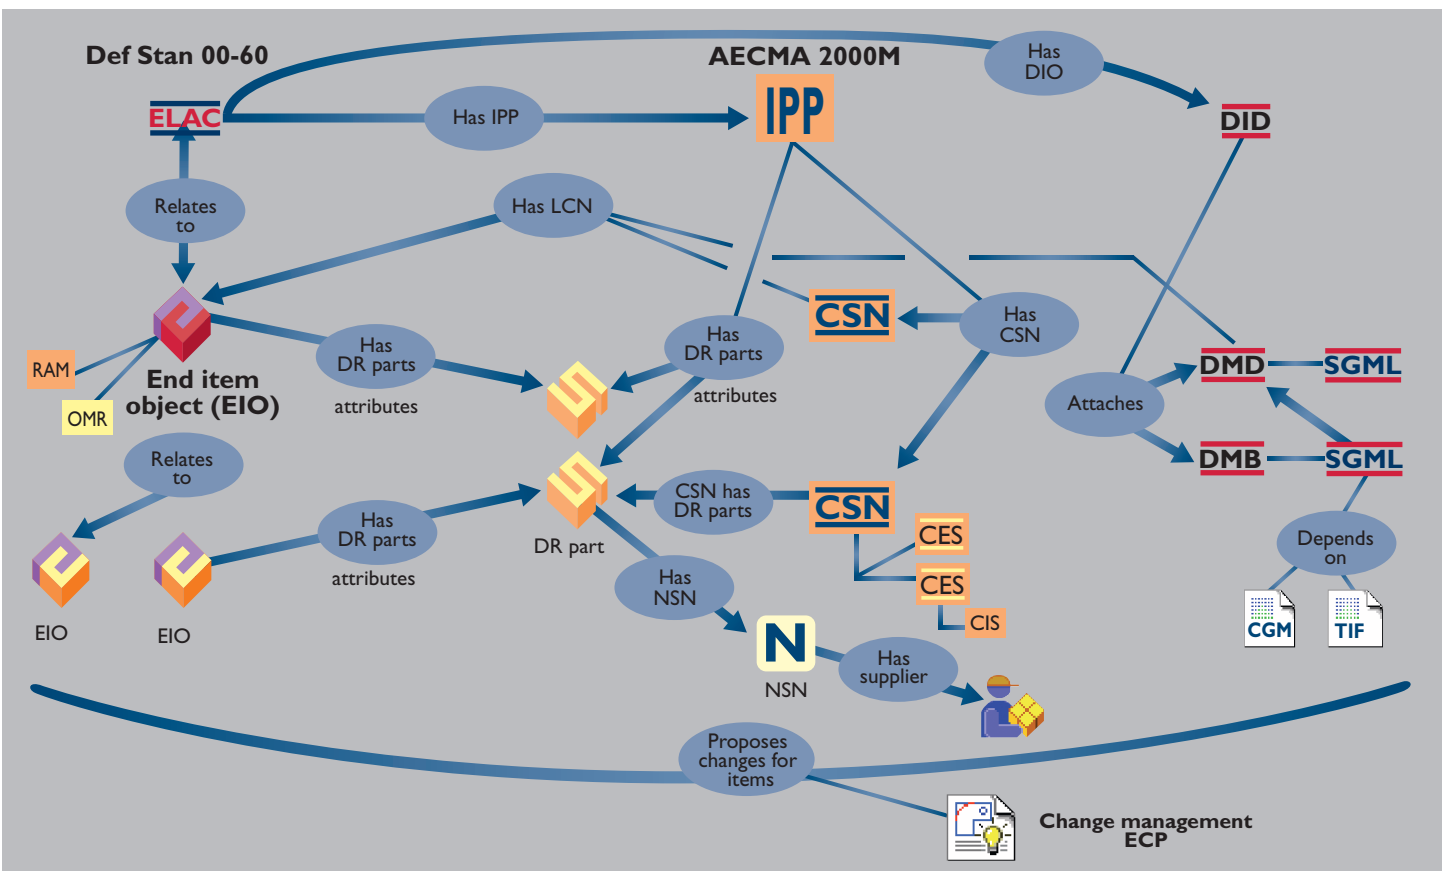 Def Stan 00-60
AECMA 2000M
Has
DIO
ELAC
Has IPP
IPP
DID
Relates
to
Has LCN
CSN
Has
CSN
Has
DR parts
attributes
Has
DR parts
attributes
RAM
OMR
End item
object (EIO)
DMD
SGML
Attaches
DMB
SGML
Relates
to
CSN has
DR parts
CSN
Has
DR parts
attributes
DR part
CES
CES
CIS
Depends
on
CGM
TIF
EIO
EIO
Has
NSN
N
NSN
Has
supplier
Proposes
changes for
items
Change management
ECP